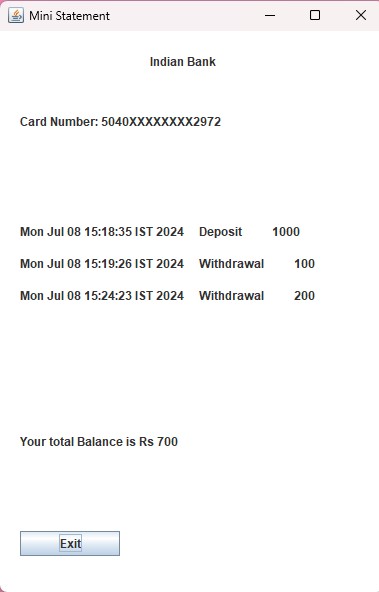 Mini Statement
Indian Bank
Card Number: 5040XXXXXXXX2972
Mon Jul 08 15:18:35 IST 2024 Deposit 1000
Mon Jul 08 15:19:26 IST 2024 Withdrawal 100
Mon Jul 08 15:24:23 IST 2024 Withdrawal 200
Your total Balance is Rs 700
Exit